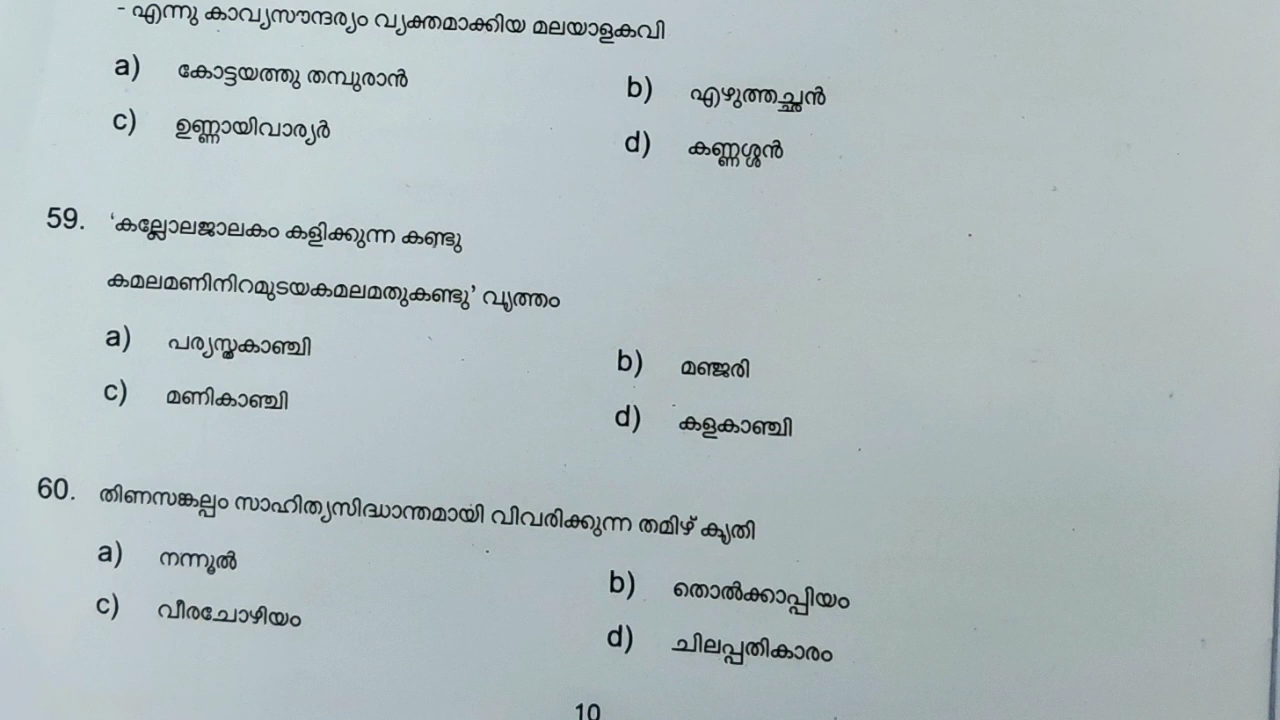 - എന്നു കാവ്യസൗന്ദര്യം വ്യക്തമാക്കിയ മലയാളകവി
a) കോട്ടയത്തു തമ്പുരാൻ b) എഴുത്തച്ഛൻ
c) ഉണ്ണായിവാര്യർ d) കണ്ണശ്ശൻ
59. 'കല്ലോലജാലകം കളിക്കുന്ന കണ്ടു
കമലമണിനിറമുടയകമലമതുകണ്ടു' വൃത്തം
a) പര്യസ്തകാഞ്ചി b) മഞ്ജരി
c) മണികാഞ്ചി d) കളകാഞ്ചി
60. തിണസങ്കല്പം സാഹിത്യസിദ്ധാന്തമായി വിവരിക്കുന്ന തമിഴ് കൃതി
a) നന്നൂൽ b) തൊൽക്കാപ്പിയം
c) വീരചോഴിയം d) ചിലപ്പതികാരം
10